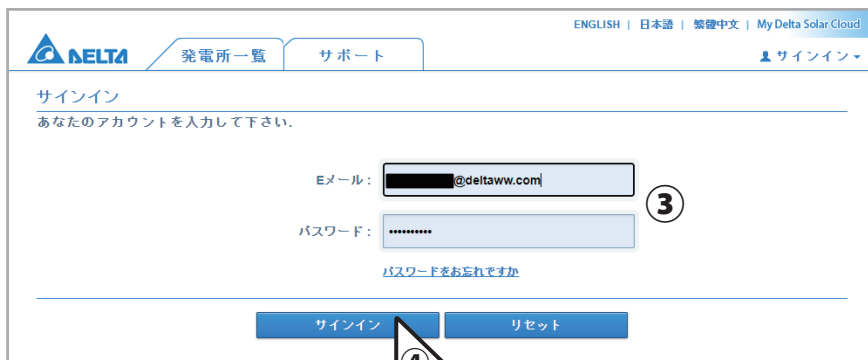 ENGLISH | 日本語 | 繁體中文 | My Delta Solar Cloud
DELTA 発電所一覧 サポート サインイン
サインイン
あなたのアカウントを入力して下さい.
Eメール : @deltaww.com
③
パスワード : ••••••••••
パスワードをお忘れですか
サインイン リセット
④